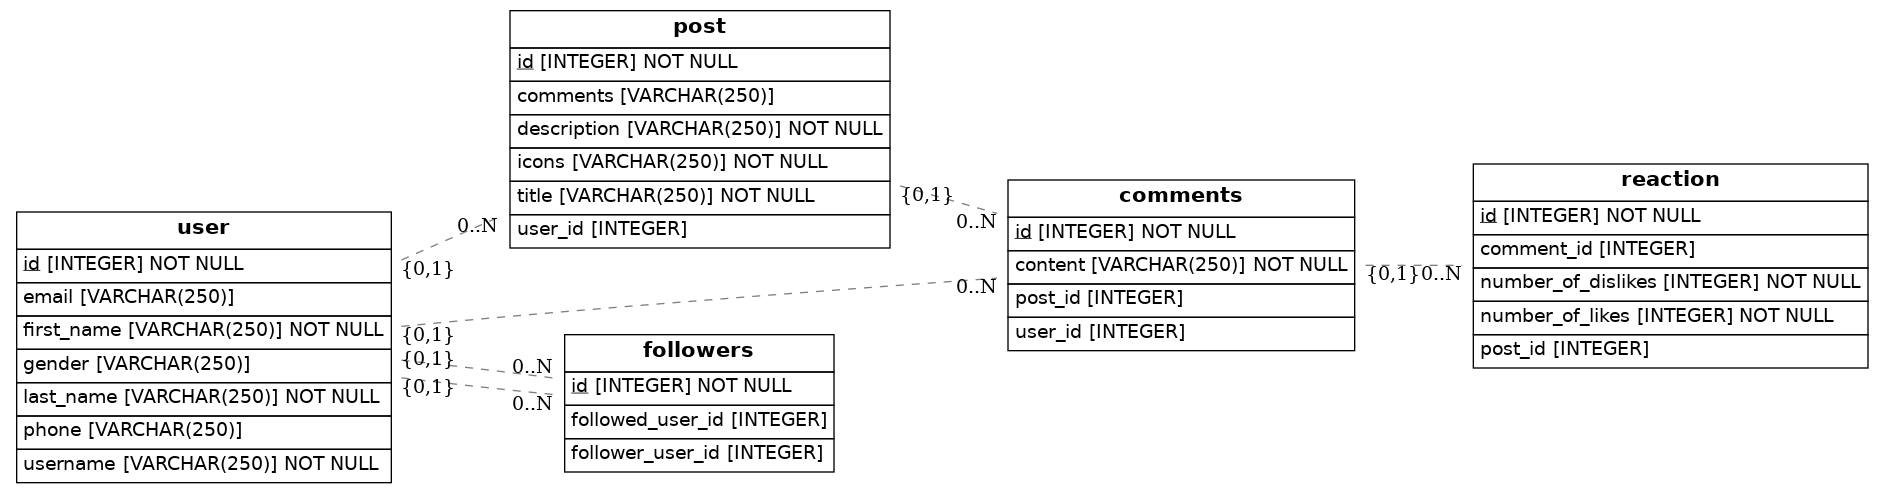 post
id [INTEGER] NOT NULL
comments [VARCHAR(250)]
description [VARCHAR(250)] NOT NULL
icons [VARCHAR(250)] NOT NULL
title [VARCHAR(250)] NOT NULL
user_id [INTEGER]
user
id [INTEGER] NOT NULL
email [VARCHAR(250)]
first_name [VARCHAR(250)] NOT NULL
gender [VARCHAR(250)]
last_name [VARCHAR(250)] NOT NULL
phone [VARCHAR(250)]
username [VARCHAR(250)] NOT NULL
0..N
{0,1}
{0,1}
0..N
0..N
{0,1}
{0,1}
0..N
{0,1}
0..N
followers
id [INTEGER] NOT NULL
followed_user_id [INTEGER]
follower_user_id [INTEGER]
comments
id [INTEGER] NOT NULL
content [VARCHAR(250)] NOT NULL
post_id [INTEGER]
user_id [INTEGER]
{0,1}
0..N
reaction
id [INTEGER] NOT NULL
comment_id [INTEGER]
number_of_dislikes [INTEGER] NOT NULL
number_of_likes [INTEGER] NOT NULL
post_id [INTEGER]